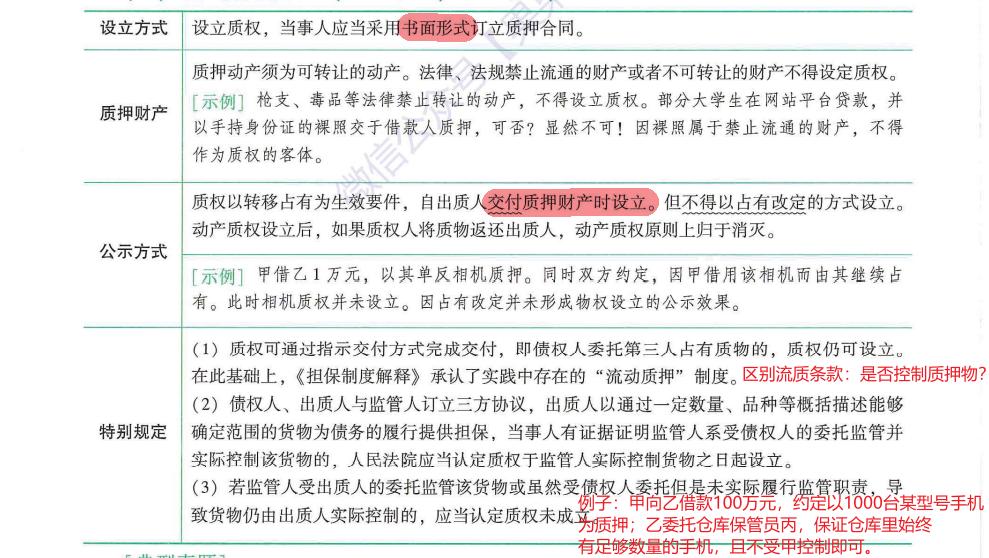 设立方式
设立质权，当事人应当采用书面形式订立质押合同。
质押财产
质押动产须为可转让的动产。法律、法规禁止流通的财产或者不可转让的财产不得设定质权。
[示例] 枪支、毒品等法律禁止转让的动产，不得设立质权。部分大学生在网站平台贷款，并
以手持身份证的裸照交于借款人质押，可否？显然不可！因裸照属于禁止流通的财产，不得
作为质权的客体。
公示方式
质权以转移占有为生效要件，自出质人交付质押财产时设立。但不得以占有改定的方式设立。
动产质权设立后，如果质权人将质物返还出质人，动产质权原则上归于消灭。
[示例] 甲借乙1万元，以其单反相机质押。同时双方约定，因甲借用该相机而由其继续占
有。此时相机质权并未设立。因占有改定并未形成物权设立的公示效果。
特别规定
(1) 质权可通过指示交付方式完成交付，即债权人委托第三人占有质物的，质权仍可设立。
在此基础上，《担保制度解释》承认了实践中存在的“流动质押”制度。
区别流质条款：是否控制质押物？
(2) 债权人、出质人与监管人订立三方协议，出质人以通过一定数量、品种等概括描述能够
确定范围的货物为债务的履行提供担保，当事人有证据证明监管人系受债权人的委托监管并
实际控制该货物的，人民法院应当认定质权于监管人实际控制货物之日起设立。
(3) 若监管人受出质人的委托监管该货物或虽然受债权人委托但是未实际履行监管职责，导
致货物仍由出质人实际控制的，应当认定质权未成立。
例子：甲向乙借款100万元，约定以1000台某型号手机
为质押；乙委托仓库保管员丙，保证仓库里始终
有足够数量的手机，且不受甲控制即可。
微信公众号【